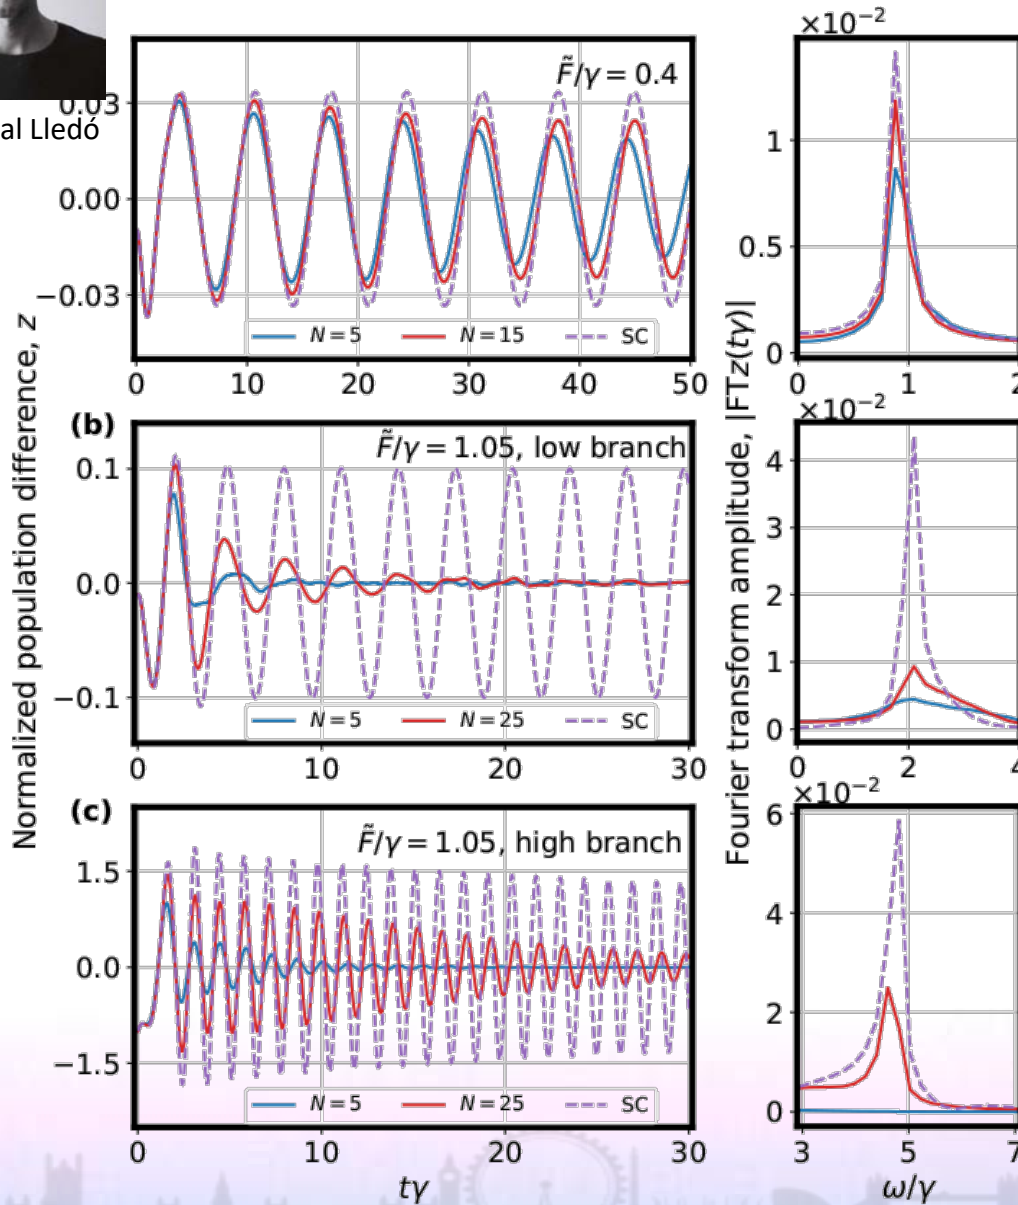 ×10⁻²
al Lledó
F̃/γ = 0.4
0.03
0.00
−0.03
N = 5 N = 15 SC
0 10 20 30 40 50
1
0.5
0
0 1 2
Normalized population difference, z
Fourier transform amplitude, |FTz(tγ)|
(b)
F̃/γ = 1.05, low branch
0.1
0.0
−0.1
N = 5 N = 25 SC
0 10 20 30
×10⁻²
4
3
2
1
0
0 2 4
(c)
F̃/γ = 1.05, high branch
1.5
0.0
−1.5
N = 5 N = 25 SC
0 10 20 30
tγ
×10⁻²
6
4
2
0
3 5 7
ω/γ